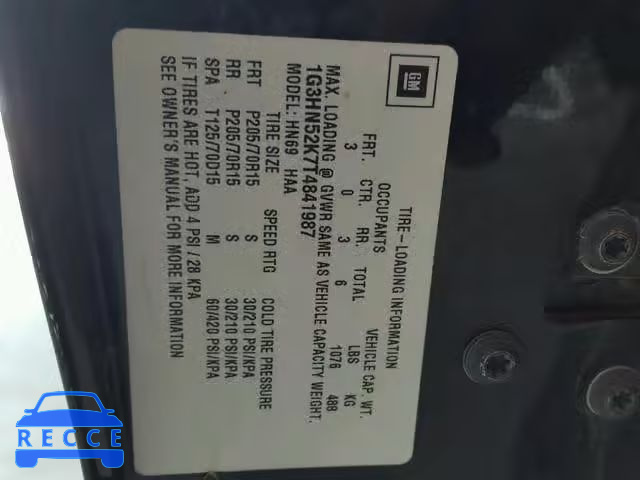 GM
TIRE-LOADING INFORMATION
OCCUPANTS VEHICLE CAP. WT.
FRT. CTR. RR. TOTAL LBS KG
3 0 3 6 1076 488
MAX. LOADING @ GVWR SAME AS VEHICLE CAPACITY WEIGHT.
1G3HN52K7T4841987
MODEL: HN69 HAA
TIRE SIZE SPEED RTG COLD TIRE PRESSURE
FRT P205/70R15 S 30/210 PSI/KPA
RR P205/70R15 S 30/210 PSI/KPA
SPA T125/70D15 M 60/420 PSI/KPA
IF TIRES ARE HOT, ADD 4 PSI / 28 KPA
SEE OWNER'S MANUAL FOR MORE INFORMATION
RECCE